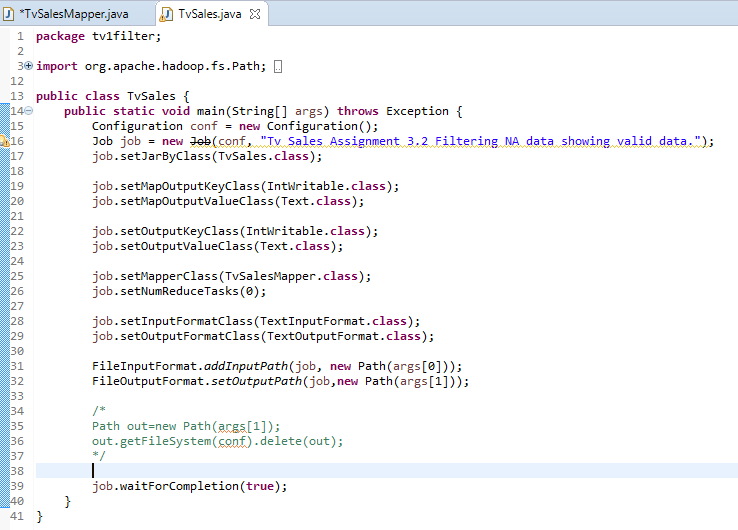 *TvSalesMapper.java TvSales.java
1 package tv1filter;
2
3 import org.apache.hadoop.fs.Path;
12
13 public class TvSales {
14 public static void main(String[] args) throws Exception {
15 Configuration conf = new Configuration();
16 Job job = new Job(conf, "Tv Sales Assignment 3.2 Filtering NA data showing valid data.");
17 job.setJarByClass(TvSales.class);
18
19 job.setMapOutputKeyClass(IntWritable.class);
20 job.setMapOutputValueClass(Text.class);
21
22 job.setOutputKeyClass(IntWritable.class);
23 job.setOutputValueClass(Text.class);
24
25 job.setMapperClass(TvSalesMapper.class);
26 job.setNumReduceTasks(0);
27
28 job.setInputFormatClass(TextInputFormat.class);
29 job.setOutputFormatClass(TextOutputFormat.class);
30
31 FileInputFormat.addInputPath(job, new Path(args[0]));
32 FileOutputFormat.setOutputPath(job,new Path(args[1]));
33
34 /*
35 Path out=new Path(args[1]);
36 out.getFileSystem(conf).delete(out);
37 */
38
39 job.waitForCompletion(true);
40 }
41 }